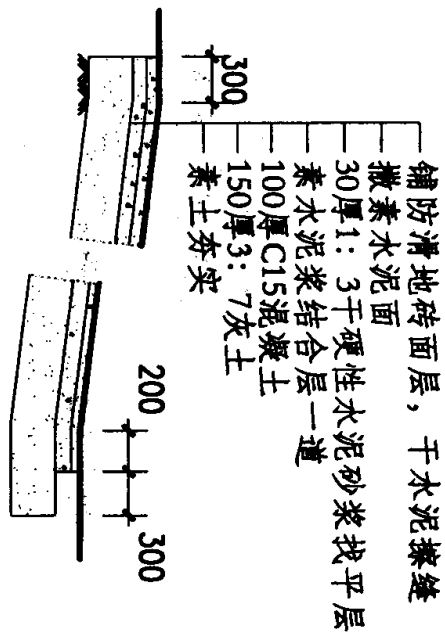 铺防滑地砖面层，干水泥擦缝
撒素水泥面
30厚1：3干硬性水泥砂浆找平层
素水泥浆结合层一道
100厚C15混凝土
150厚3：7灰土
素土夯实
300
200
300